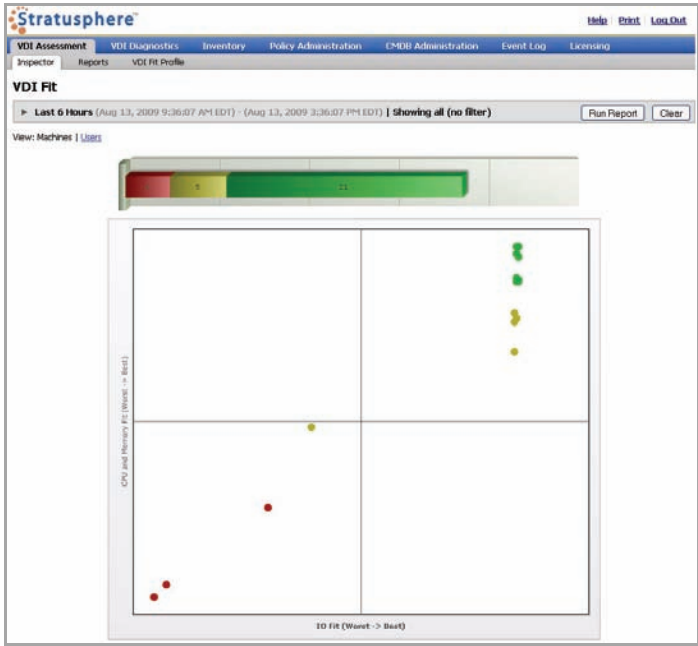 Stratusphere™
Help Print Log Out
VDI Assessment VDI Diagnostics Inventory Policy Administration CMDB Administration Event Log Licensing
Inspector Reports VDI Fit Profile
VDI Fit
Last 6 Hours (Aug 13, 2009 9:36:07 AM EDT) - (Aug 13, 2009 3:36:07 PM EDT) | Showing all (no filter) Run Report Clear
View: Machines | Users
CPU and Memory Fit (Worst -> Best)
IO Fit (Worst -> Best)